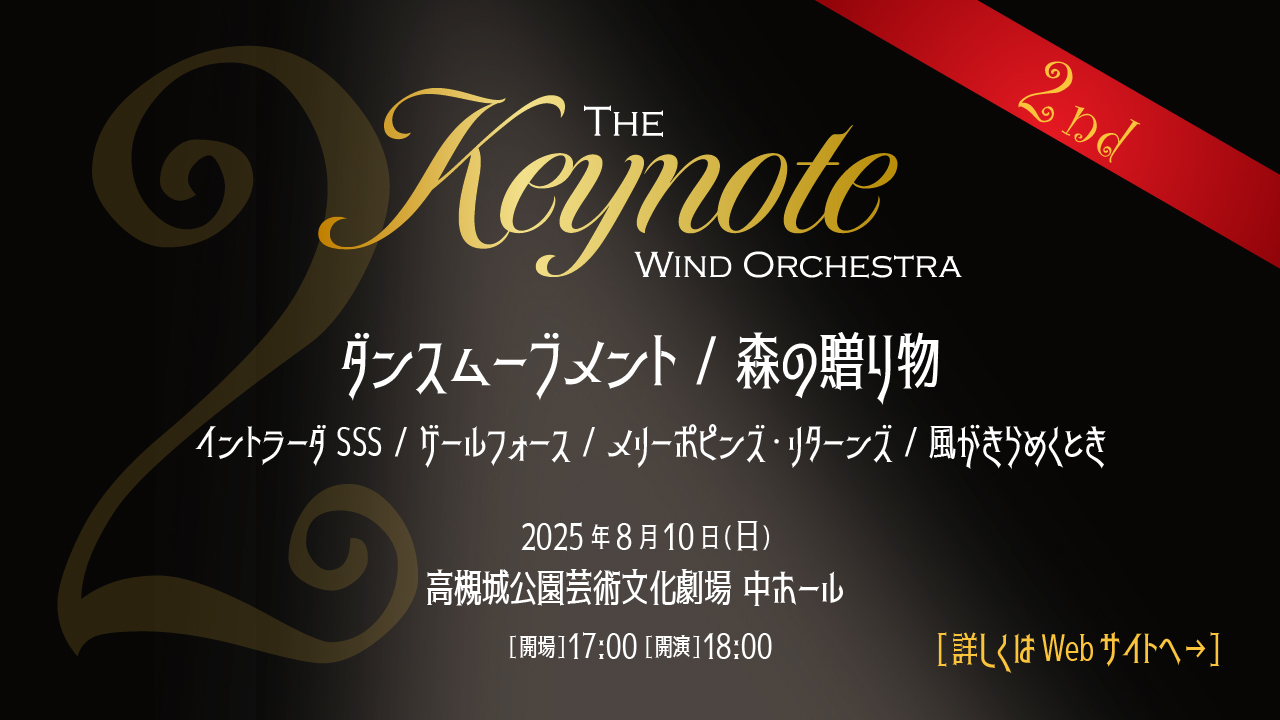 2
2nd
THE
Keynote
WIND ORCHESTRA
ダンスムーブメント / 森の贈り物
イントラーダ SSS / ゲールフォース / メリーポピンズ・リターンズ / 風がきらめくとき
2025年8月10日(日)
高槻城公園芸術文化劇場 中ホール
[開場]17:00 [開演]18:00
[詳しくはWebサイトへ→]